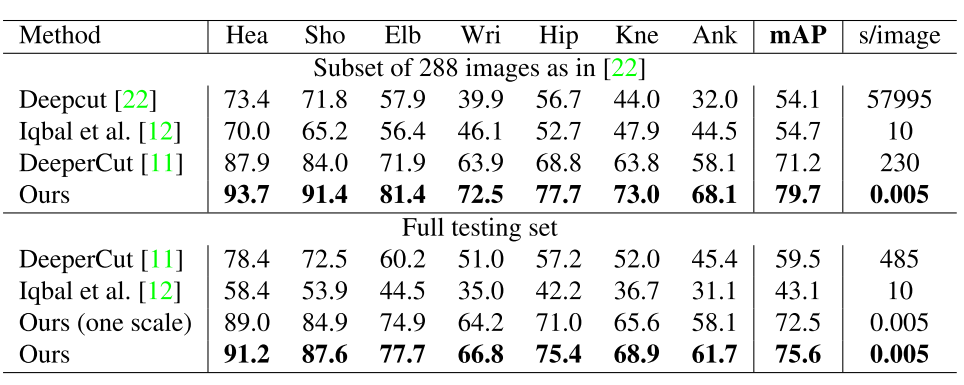 Method Hea Sho Elb Wri Hip Kne Ank mAP s/image
Subset of 288 images as in [22]
Deepcut [22] 73.4 71.8 57.9 39.9 56.7 44.0 32.0 54.1 57995
Iqbal et al. [12] 70.0 65.2 56.4 46.1 52.7 47.9 44.5 54.7 10
DeeperCut [11] 87.9 84.0 71.9 63.9 68.8 63.8 58.1 71.2 230
Ours 93.7 91.4 81.4 72.5 77.7 73.0 68.1 79.7 0.005
Full testing set
DeeperCut [11] 78.4 72.5 60.2 51.0 57.2 52.0 45.4 59.5 485
Iqbal et al. [12] 58.4 53.9 44.5 35.0 42.2 36.7 31.1 43.1 10
Ours (one scale) 89.0 84.9 74.9 64.2 71.0 65.6 58.1 72.5 0.005
Ours 91.2 87.6 77.7 66.8 75.4 68.9 61.7 75.6 0.005